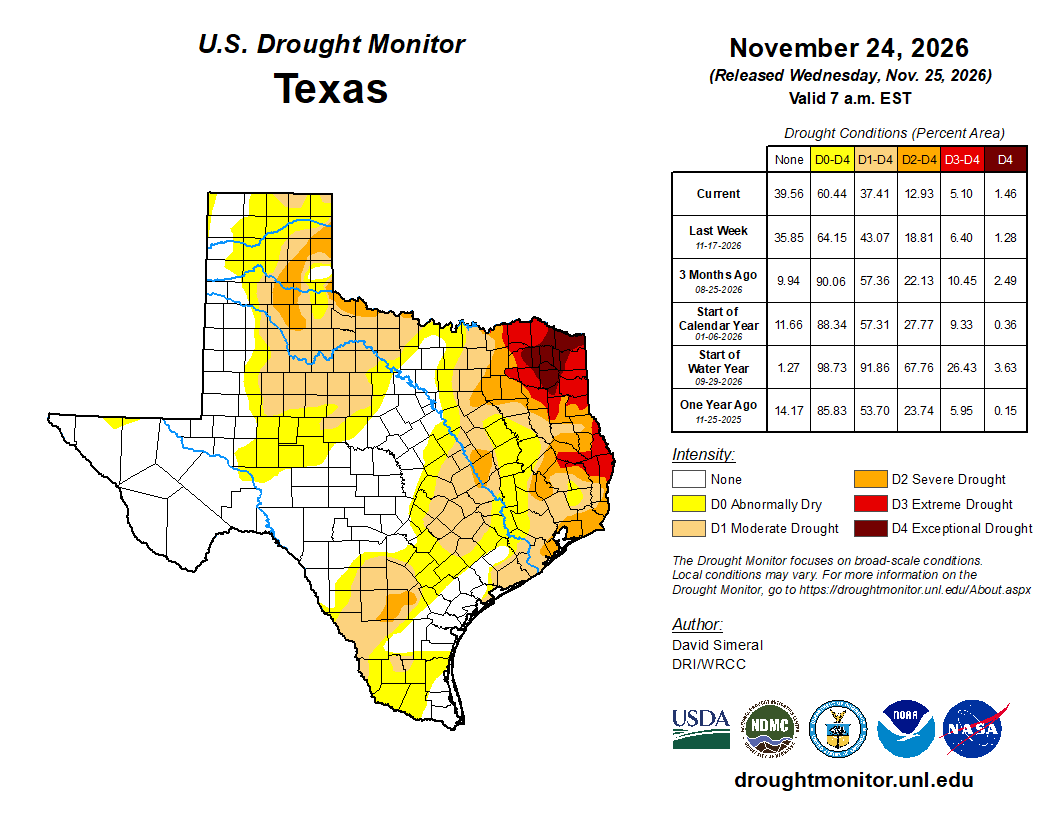 U.S. Drought Monitor
Texas
November 24, 2026
(Released Wednesday, Nov. 25, 2026)
Valid 7 a.m. EST
Drought Conditions (Percent Area)
None D0-D4 D1-D4 D2-D4 D3-D4 D4
Current 39.56 60.44 37.41 12.93 5.10 1.46
Last Week
11-17-2026 35.85 64.15 43.07 18.81 6.40 1.28
3 Months Ago
08-25-2026 9.94 90.06 57.36 22.13 10.45 2.49
Start of
Calendar Year
01-06-2026 11.66 88.34 57.31 27.77 9.33 0.36
Start of
Water Year
09-29-2026 1.27 98.73 91.86 67.76 26.43 3.63
One Year Ago
11-25-2025 14.17 85.83 53.70 23.74 5.95 0.15
Intensity:
None
D0 Abnormally Dry
D1 Moderate Drought
D2 Severe Drought
D3 Extreme Drought
D4 Exceptional Drought
The Drought Monitor focuses on broad-scale conditions.
Local conditions may vary. For more information on the
Drought Monitor, go to https://droughtmonitor.unl.edu/About.aspx
Author:
David Simeral
DRI/WRCC
USDA
NDMC
NOAA
NASA
droughtmonitor.unl.edu